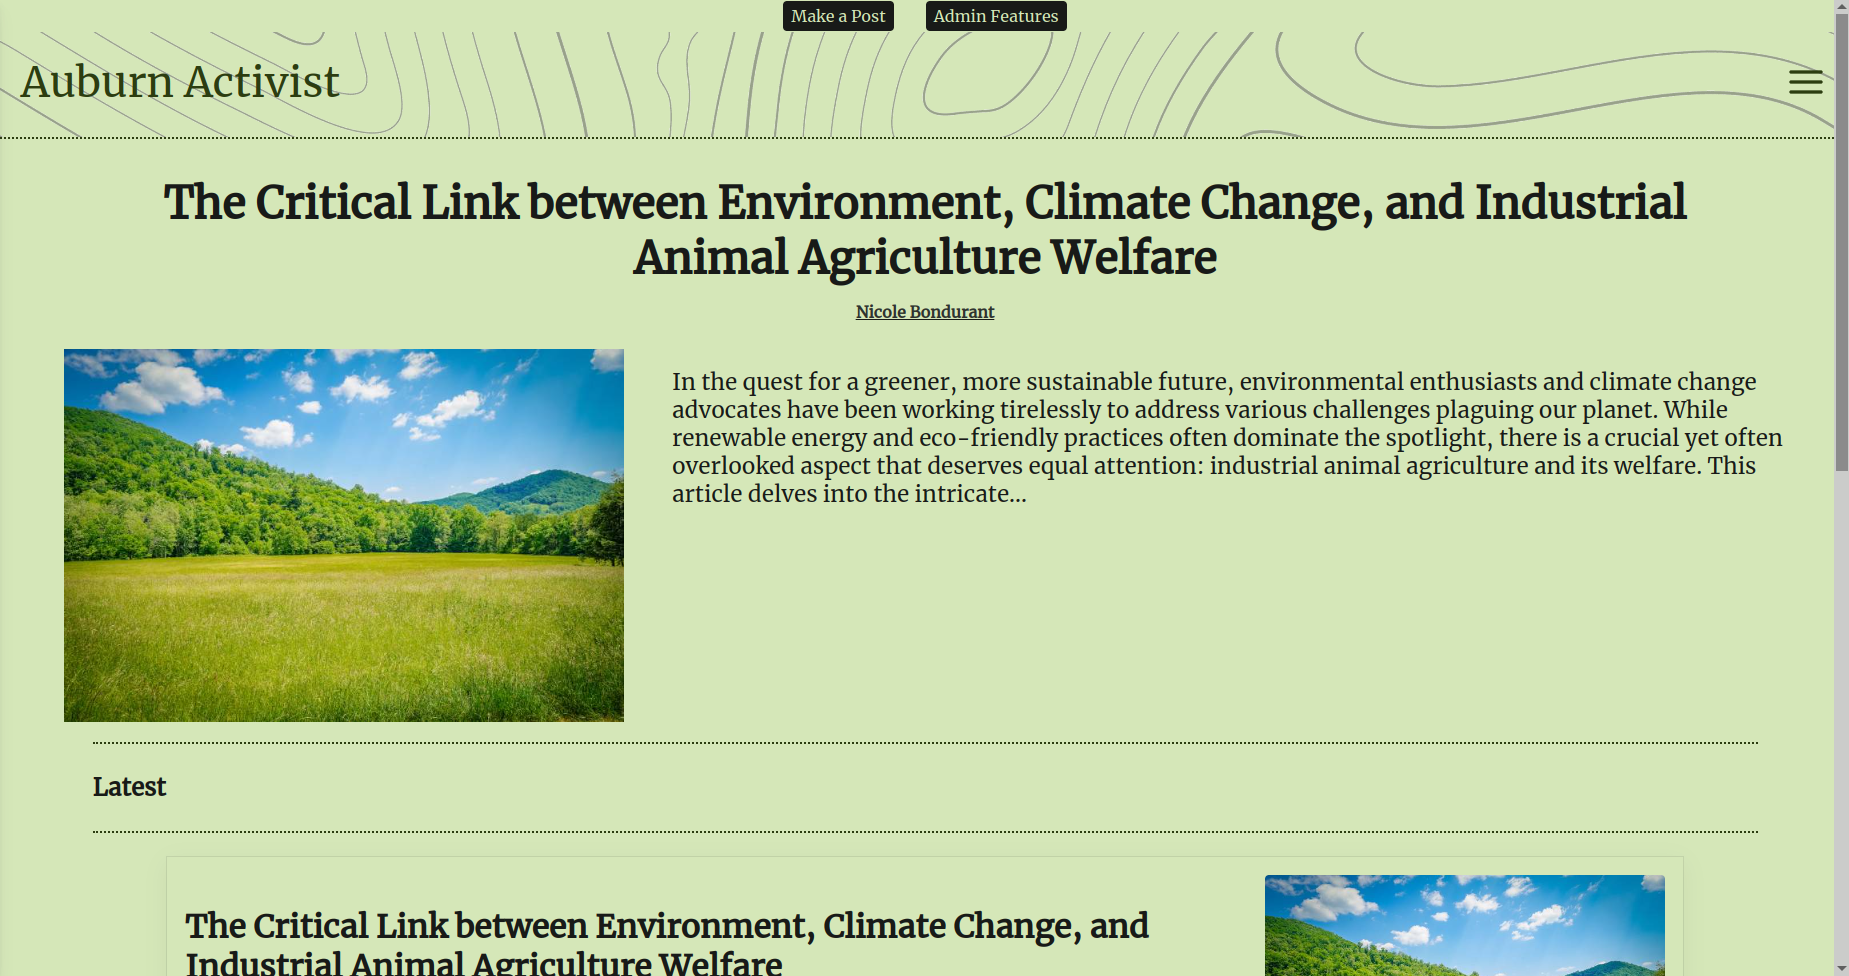 Make a Post Admin Features
Auburn Activist
The Critical Link between Environment, Climate Change, and Industrial
Animal Agriculture Welfare
Nicole Bondurant
In the quest for a greener, more sustainable future, environmental enthusiasts and climate change
advocates have been working tirelessly to address various challenges plaguing our planet. While
renewable energy and eco-friendly practices often dominate the spotlight, there is a crucial yet often
overlooked aspect that deserves equal attention: industrial animal agriculture and its welfare. This
article delves into the intricate...
Latest
The Critical Link between Environment, Climate Change, and
Industrial Animal Agriculture Welfare